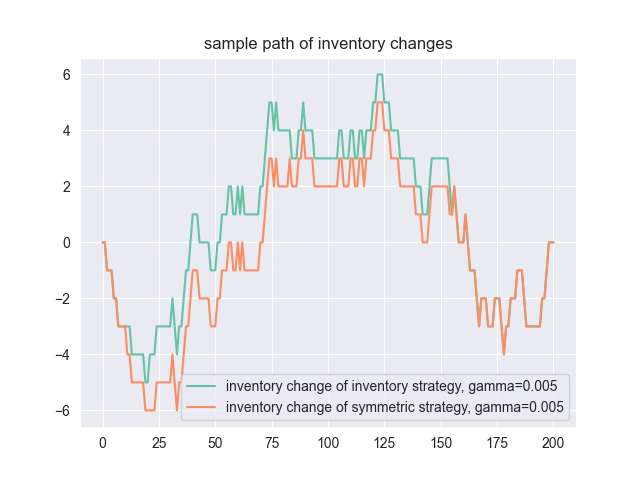 sample path of inventory changes
6
4
2
0
−2
−4
−6
inventory change of inventory strategy, gamma=0.005
inventory change of symmetric strategy, gamma=0.005
0 25 50 75 100 125 150 175 200